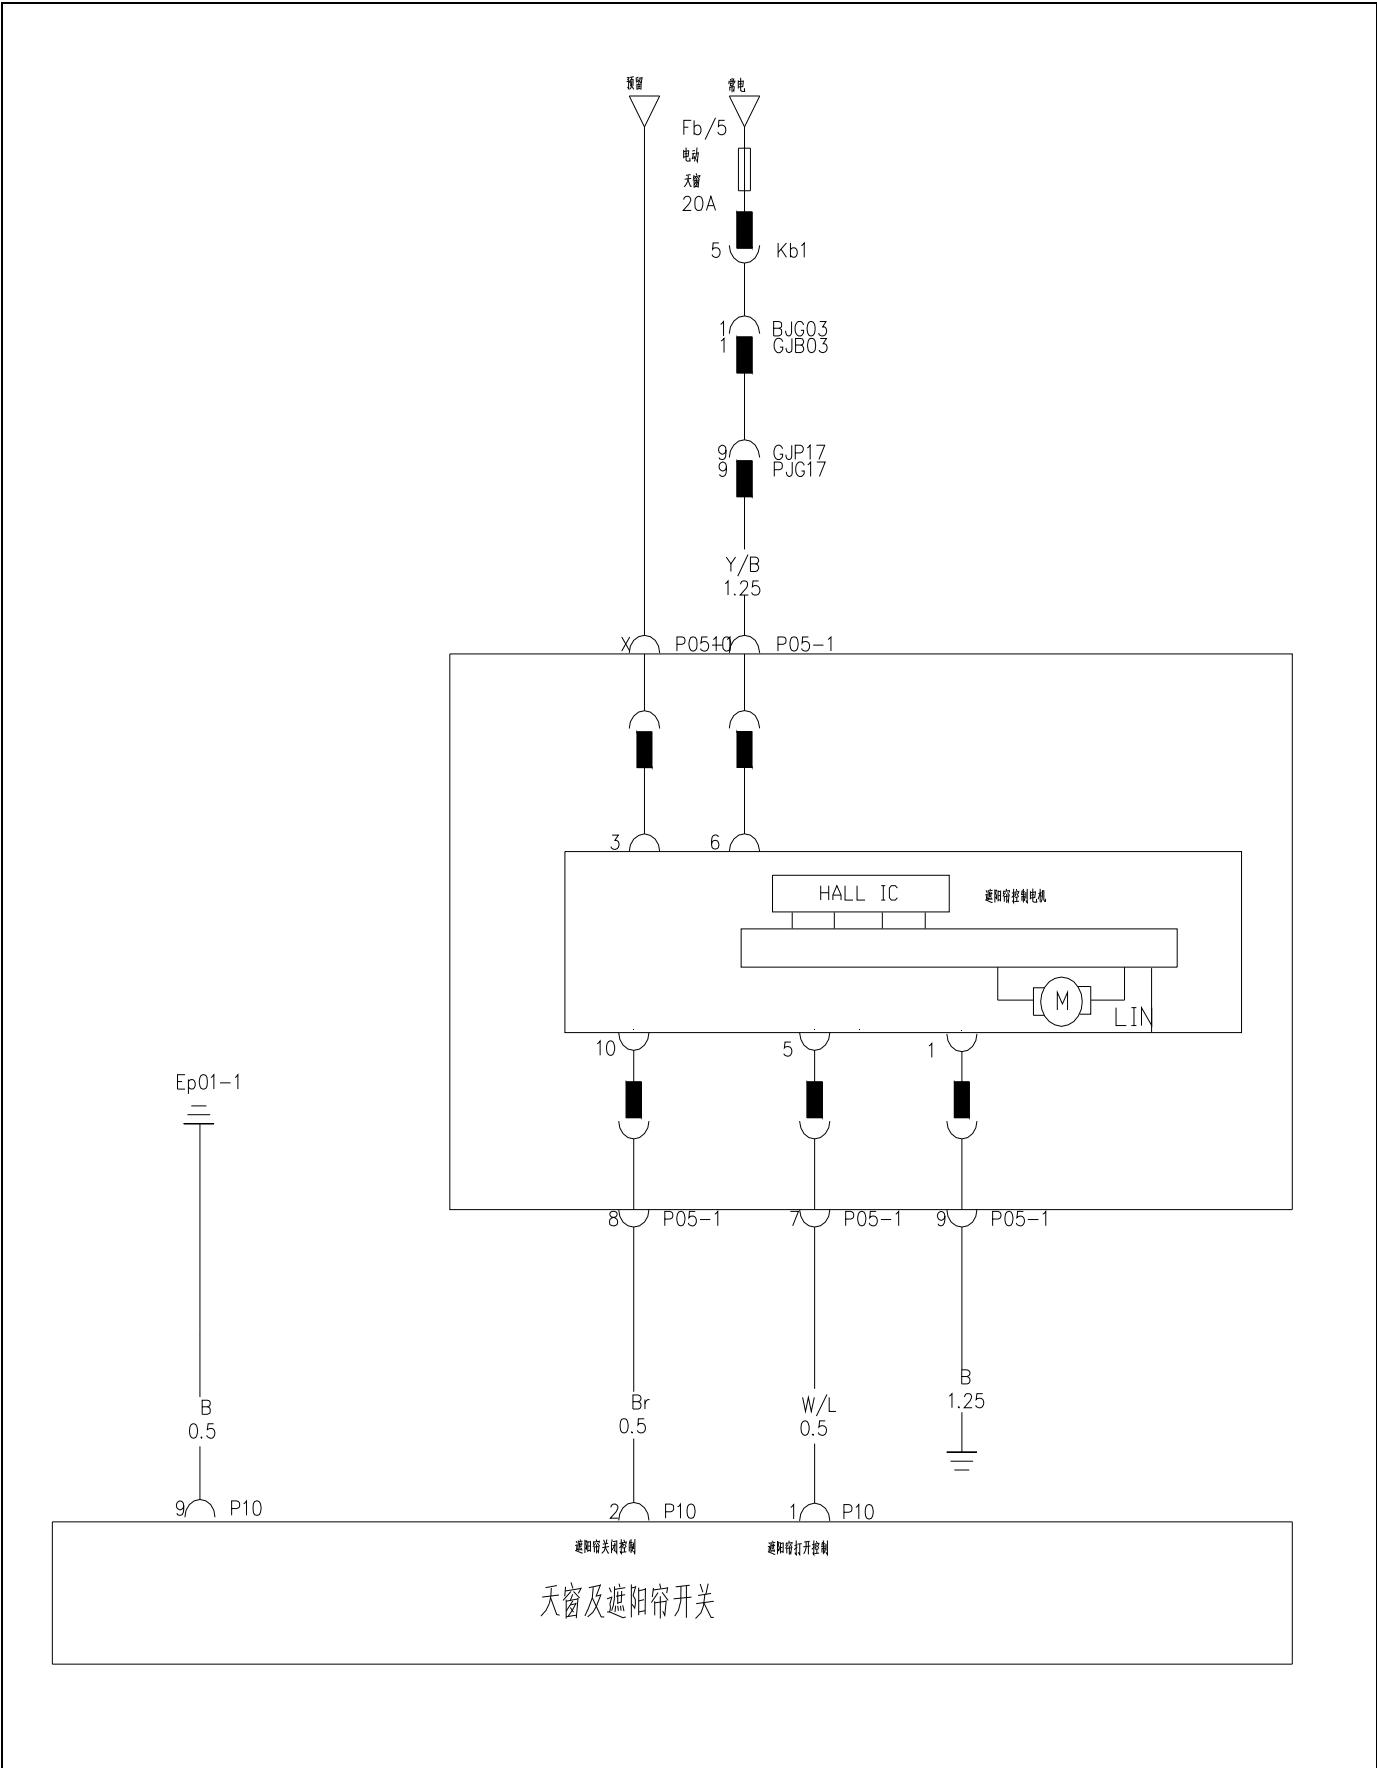 预留
常电
Fb/5
电动
天窗
20A
5 Kb1
1 BJG03
1 GJB03
9 GJP17
9 PJG17
Y/B
1.25
X P05-1
10 P05-1
3 6
HALL IC
遮阳帘控制电机
M
LIN
10 5 1
Ep01-1
8 P05-1 7 P05-1 9 P05-1
B
1.25
B
0.5
Br
0.5
W/L
0.5
9 P10 2 P10 1 P10
遮阳帘关闭控制 遮阳帘打开控制
天窗及遮阳帘开关